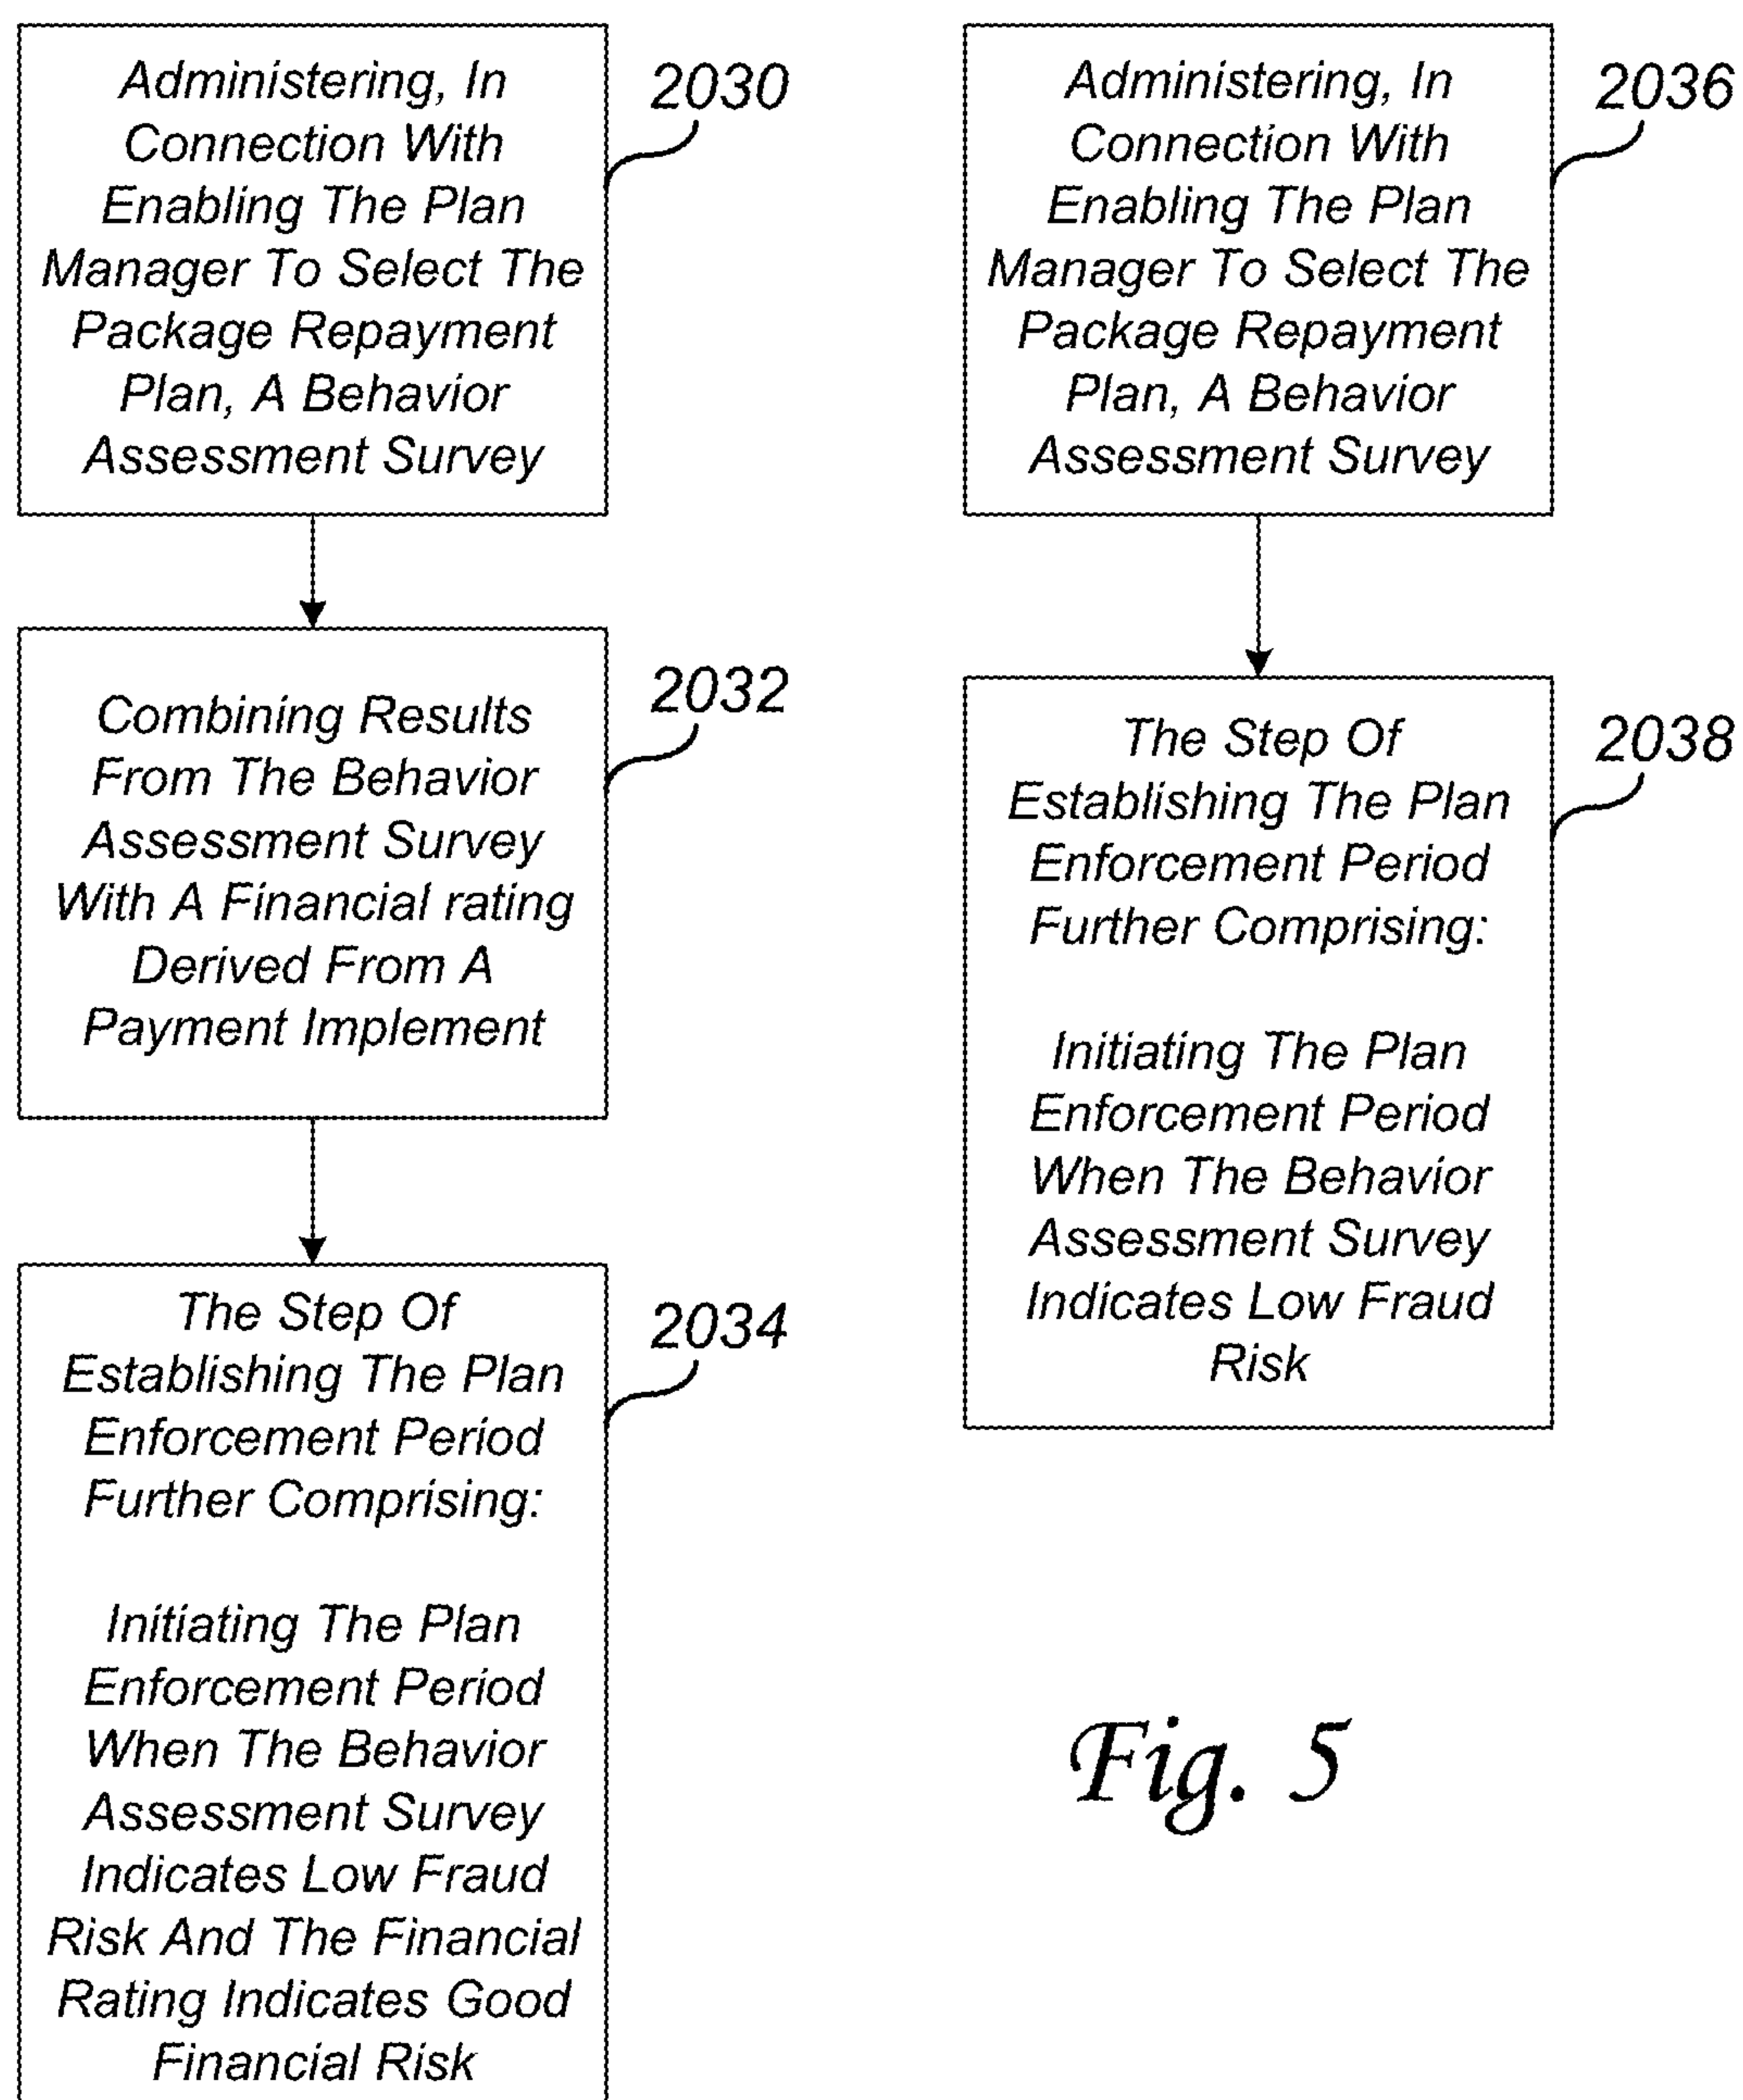 Administering, In
Connection With
Enabling The Plan
Manager To Select The
Package Repayment
Plan, A Behavior
Assessment Survey
2030
Combining Results
From The Behavior
Assessment Survey
With A Financial rating
Derived From A
Payment Implement
2032
The Step Of
Establishing The Plan
Enforcement Period
Further Comprising:
Initiating The Plan
Enforcement Period
When The Behavior
Assessment Survey
Indicates Low Fraud
Risk And The Financial
Rating Indicates Good
Financial Risk
2034
Administering, In
Connection With
Enabling The Plan
Manager To Select The
Package Repayment
Plan, A Behavior
Assessment Survey
2036
The Step Of
Establishing The Plan
Enforcement Period
Further Comprising:
Initiating The Plan
Enforcement Period
When The Behavior
Assessment Survey
Indicates Low Fraud
Risk
2038
Fig. 5